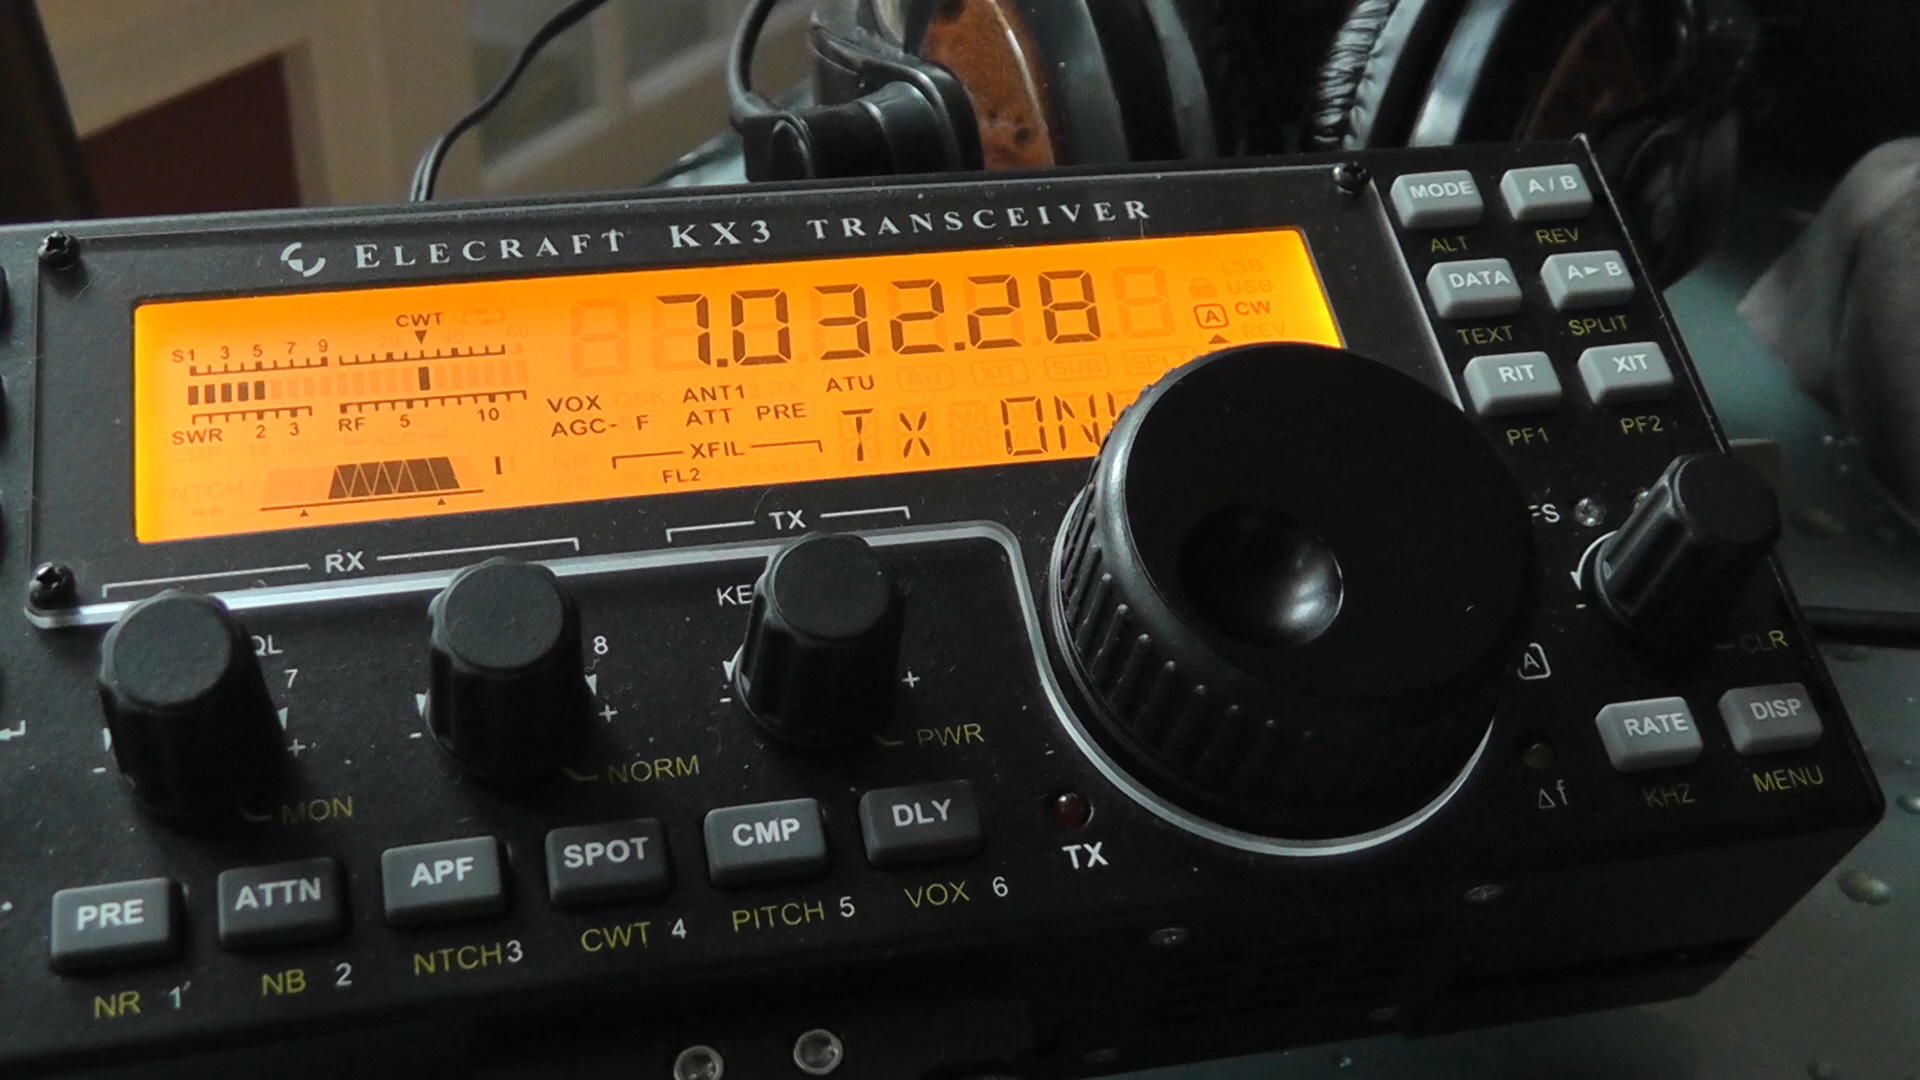 ELECRAFT KX3 TRANSCEIVER
MODE A / B
ALT REV
DATA A►B
TEXT SPLIT
RIT XIT
PF1 PF2
CWT
S1 3 5 7 9
7.032.28
A CW
SWR 2 3 RF 5 10
VOX ANT1 ATU
AGC- F ATT PRE
XFIL
FL2
TX ON
RX TX
7 8
- + - + - +
MON NORM PWR
CLR
A
RATE DISP
KHZ MENU
Δf
PRE ATTN APF SPOT CMP DLY
NR 1 NB 2 NTCH 3 CWT 4 PITCH 5 VOX 6
TX